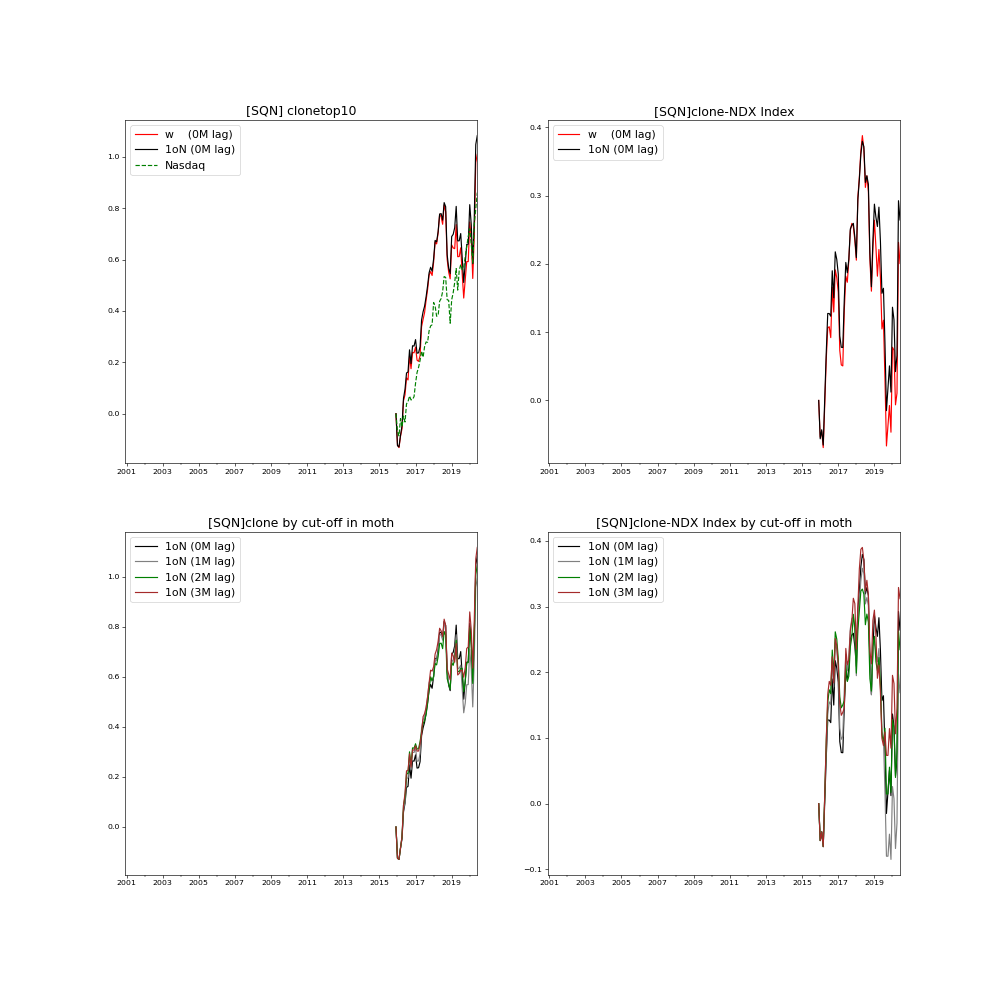 [SQN] clonetop10
w    (0M lag)
1oN (0M lag)
Nasdaq
1.0
0.8
0.6
0.4
0.2
0.0
2001 2003 2005 2007 2009 2011 2013 2015 2017 2019
[SQN]clone-NDX Index
w    (0M lag)
1oN (0M lag)
0.4
0.3
0.2
0.1
0.0
2001 2003 2005 2007 2009 2011 2013 2015 2017 2019
[SQN]clone by cut-off in moth
1oN (0M lag)
1oN (1M lag)
1oN (2M lag)
1oN (3M lag)
1.0
0.8
0.6
0.4
0.2
0.0
2001 2003 2005 2007 2009 2011 2013 2015 2017 2019
[SQN]clone-NDX Index by cut-off in moth
1oN (0M lag)
1oN (1M lag)
1oN (2M lag)
1oN (3M lag)
0.4
0.3
0.2
0.1
0.0
−0.1
2001 2003 2005 2007 2009 2011 2013 2015 2017 2019